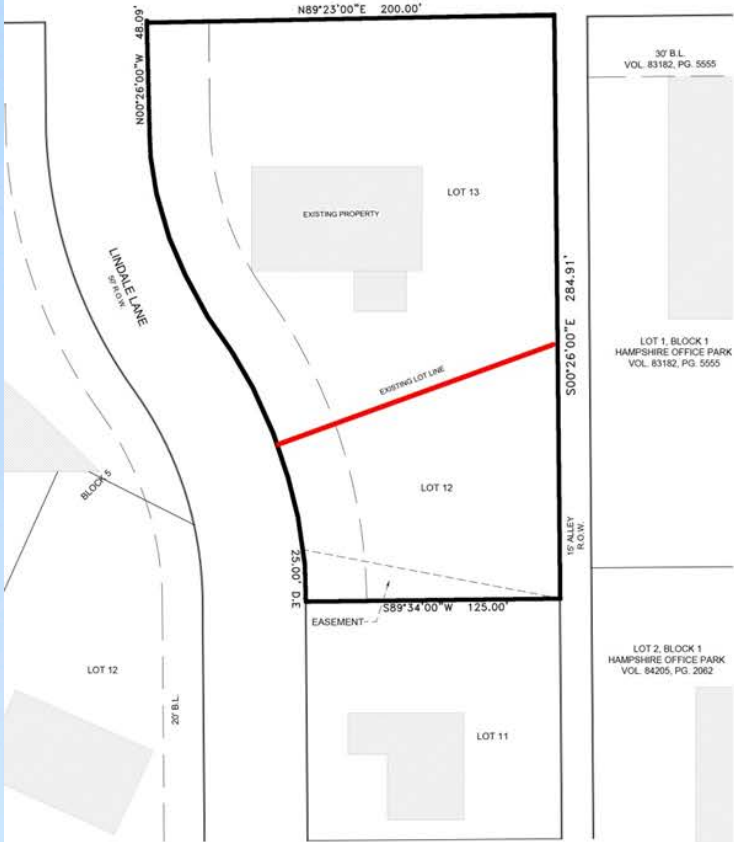 N89°23'00"E 200.00'
N00°26'00"W 48.09'
30' B.L.
VOL. 83182, PG. 5555
LOT 13
EXISTING PROPERTY
LINDALE LANE
50' R.O.W.
S00°26'00"E 284.91'
LOT 1, BLOCK 1
HAMPSHIRE OFFICE PARK
VOL. 83182, PG. 5555
EXISTING LOT LINE
BLOCK 5
LOT 12
15' ALLEY
R.O.W.
25.00' D.E
S89°34'00"W 125.00'
EASEMENT
LOT 12
20' B.L.
LOT 11
LOT 2, BLOCK 1
HAMPSHIRE OFFICE PARK
VOL. 84205, PG. 2062